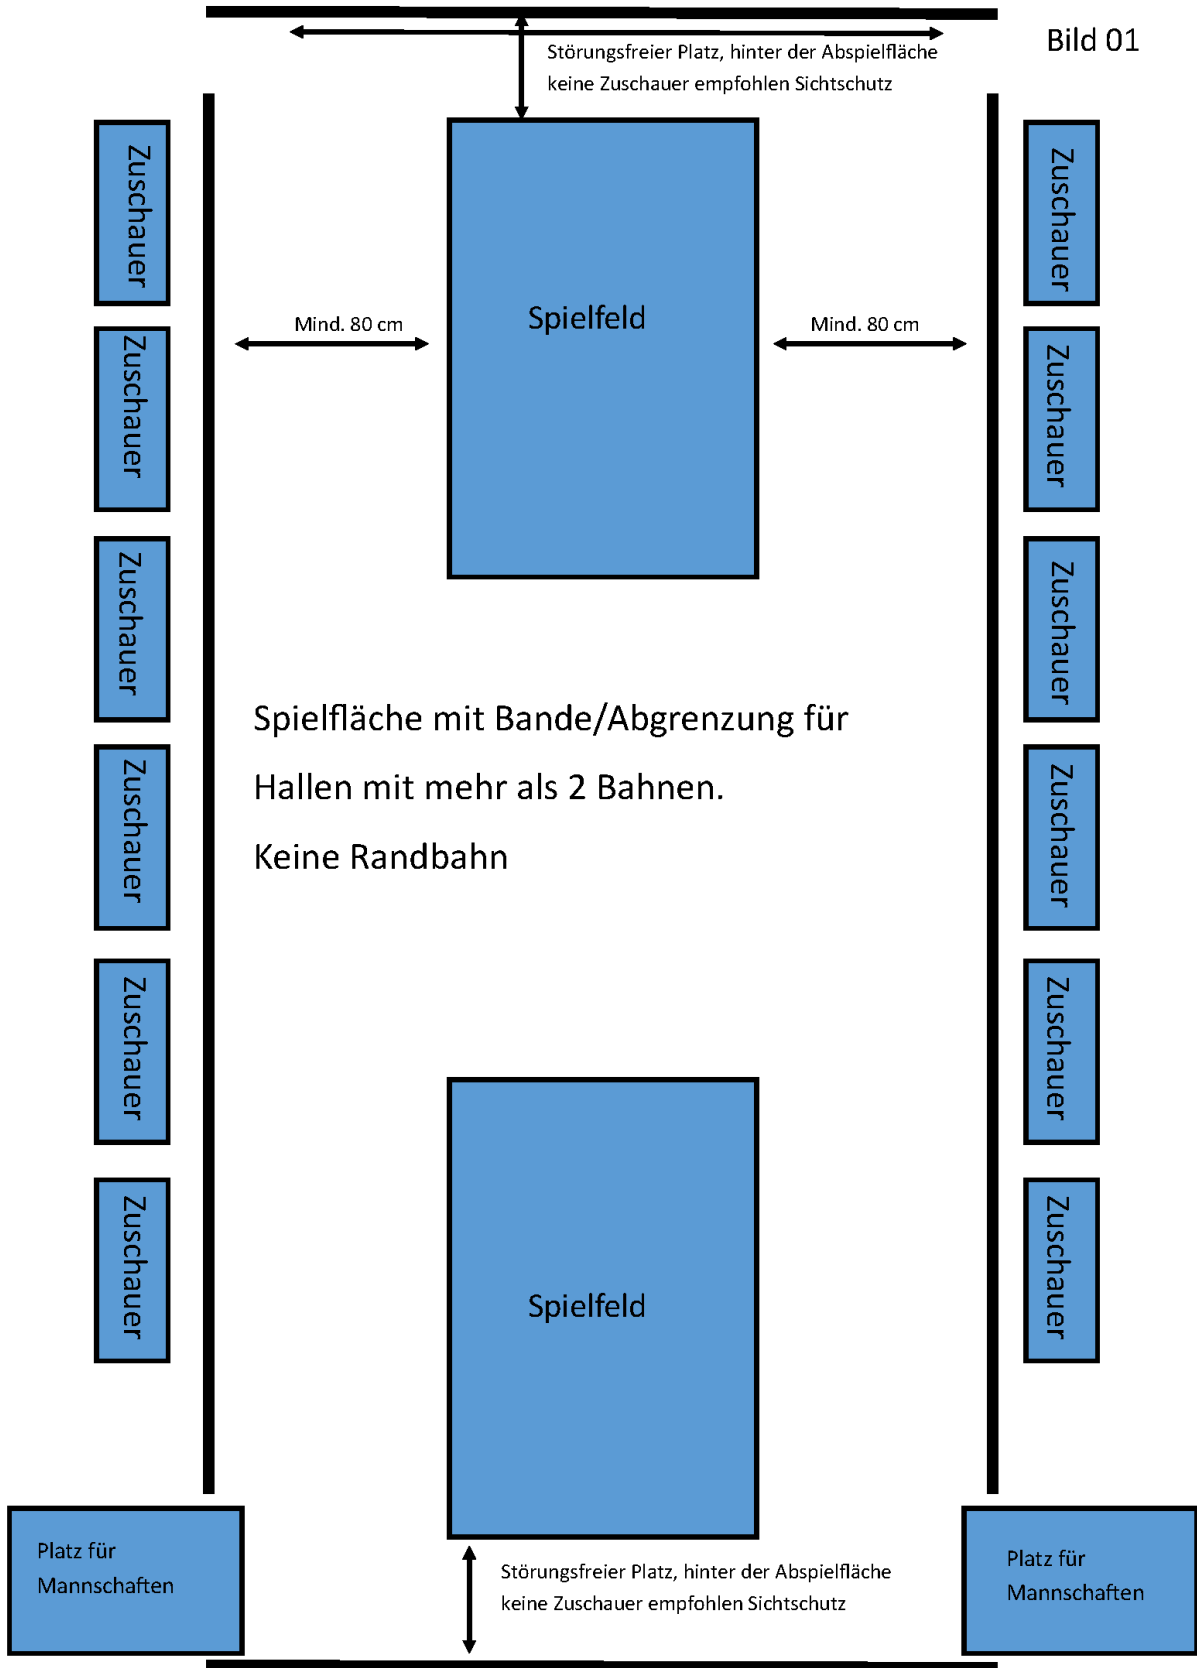 Bild 01
Störungsfreier Platz, hinter der Abspielfläche
keine Zuschauer empfohlen Sichtschutz
Zuschauer
Zuschauer
Spielfeld
Mind. 80 cm
Mind. 80 cm
Zuschauer
Zuschauer
Zuschauer
Zuschauer
Spielfläche mit Bande/Abgrenzung für
Hallen mit mehr als 2 Bahnen.
Keine Randbahn
Zuschauer
Zuschauer
Zuschauer
Zuschauer
Zuschauer
Zuschauer
Spielfeld
Platz für
Mannschaften
Störungsfreier Platz, hinter der Abspielfläche
keine Zuschauer empfohlen Sichtschutz
Platz für
Mannschaften